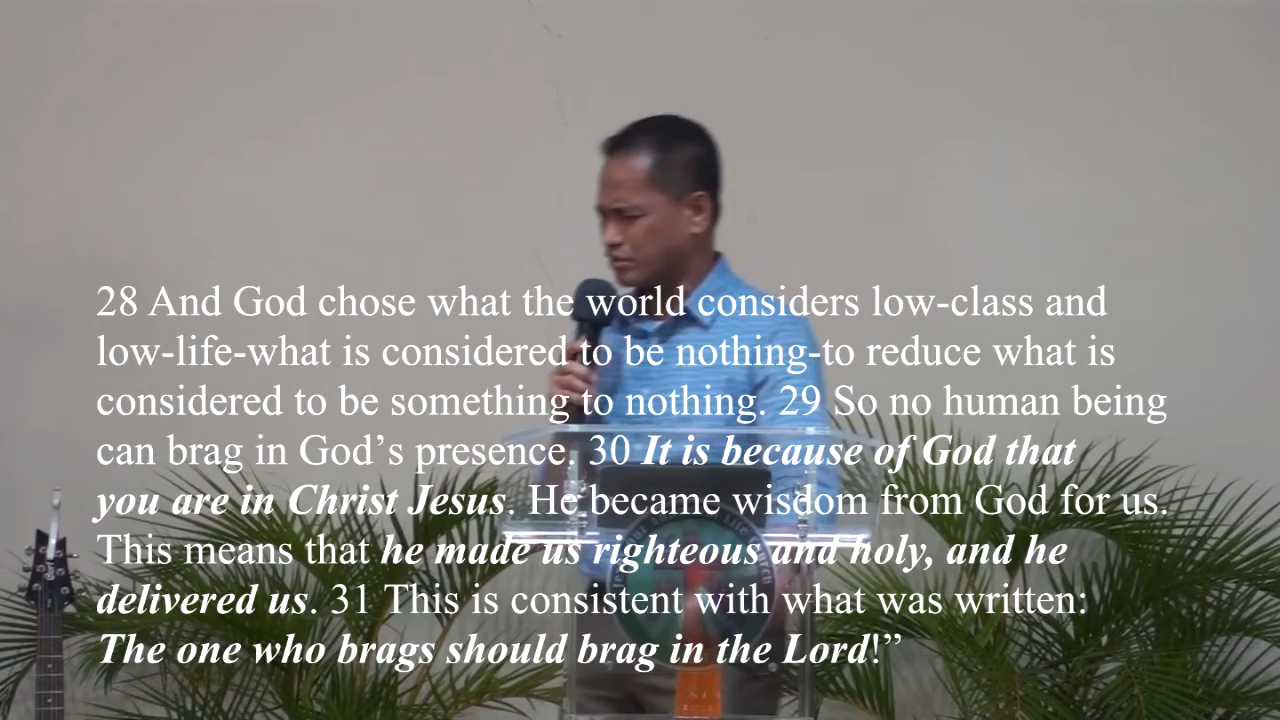 28 And God chose what the world considers low-class and
low-life-what is considered to be nothing-to reduce what is
considered to be something to nothing. 29 So no human being
can brag in God’s presence. 30 It is because of God that
you are in Christ Jesus. He became wisdom from God for us.
This means that he made us righteous and holy, and he
delivered us. 31 This is consistent with what was written:
The one who brags should brag in the Lord!”